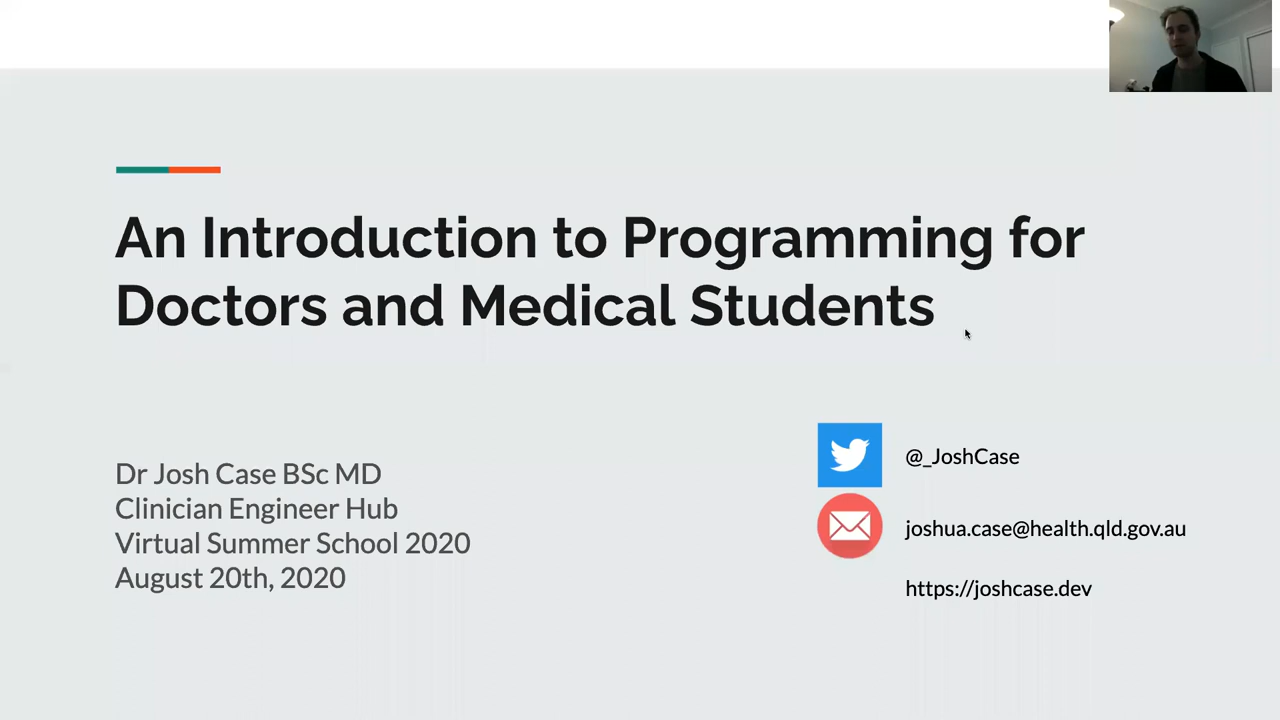 An Introduction to Programming for
Doctors and Medical Students
Dr Josh Case BSc MD
Clinician Engineer Hub
Virtual Summer School 2020
August 20th, 2020
@_JoshCase
joshua.case@health.qld.gov.au
https://joshcase.dev